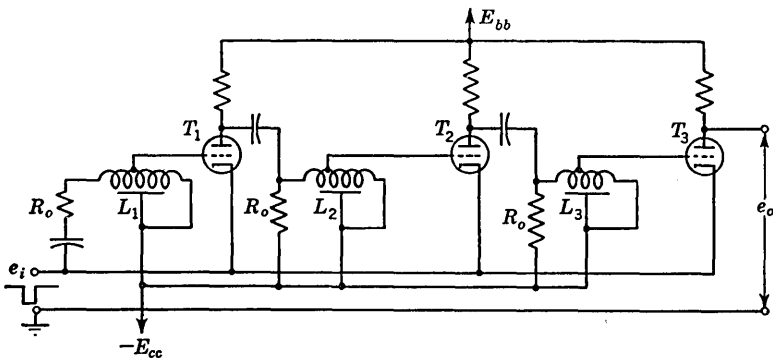 E_bb
T_1
T_2
T_3
R_o
L_1
R_o
L_2
R_o
L_3
e_o
e_i
-E_cc